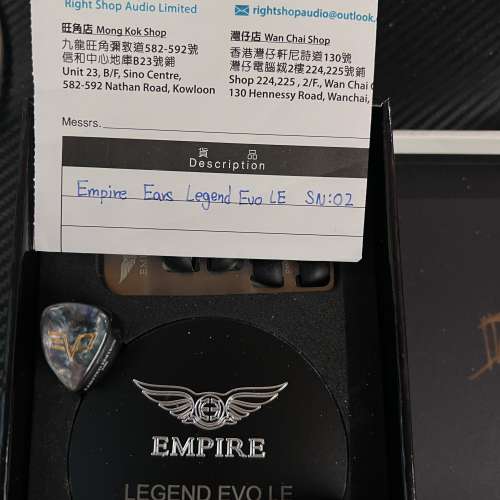 Right Shop Audio Limited
rightshopaudio@outlook.
旺角店 Mong Kok Shop
九龍旺角彌敦道582-592號
信和中心地庫B23號鋪
Unit 23, B/F, Sino Centre,
582-592 Nathan Road, Kowloon
灣仔店 Wan Chai Shop
香港灣仔軒尼詩道130號
灣仔電腦城2樓224,225號鋪
Shop 224,225 , 2/F., Wan Chai
130 Hennessy Road, Wanchai,
Messrs.
貨品
Description
Empire Ears Legend Evo LE SN:02
EVO
EMPIRE
LEGEND EVO LE